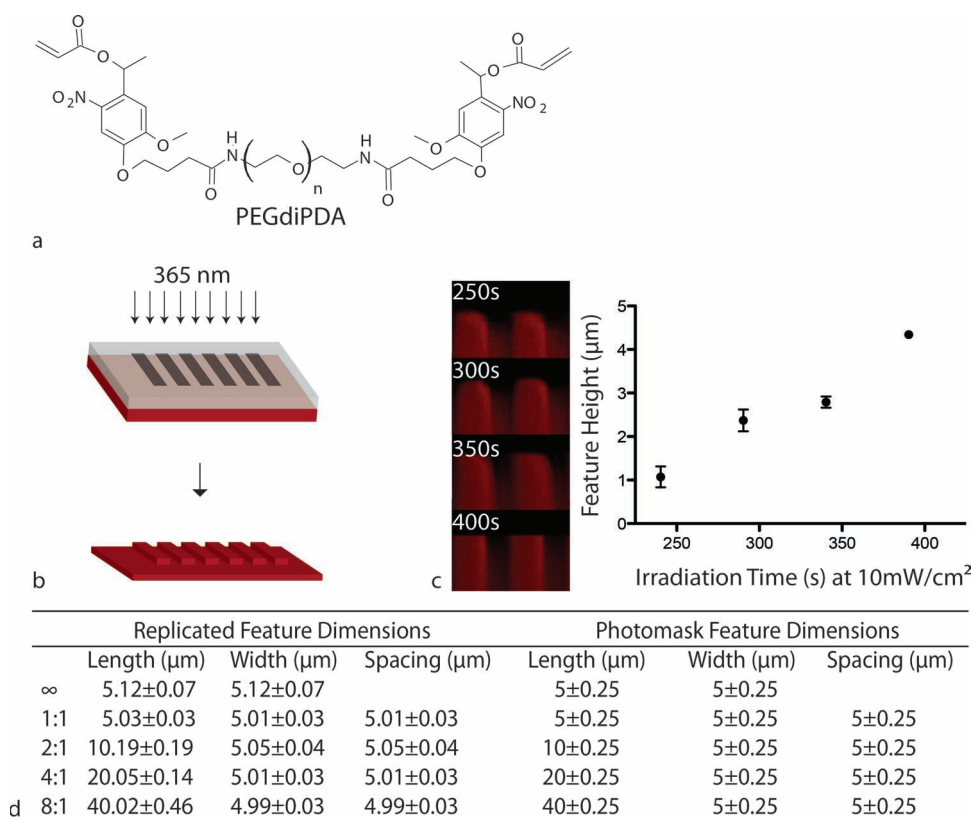 O
O
O
O
NO₂
NO₂
O
O
O
H
N
O
n
H
N
O
O
O
PEGdiPDA
a
365 nm
b
250s
300s
350s
400s
c
Feature Height (μm)
5
4
3
2
1
0
250 300 350 400
Irradiation Time (s) at 10mW/cm²
Replicated Feature Dimensions Photomask Feature Dimensions
Length (μm) Width (μm) Spacing (μm) Length (μm) Width (μm) Spacing (μm)
∞ 5.12±0.07 5.12±0.07 5±0.25 5±0.25
1:1 5.03±0.03 5.01±0.03 5.01±0.03 5±0.25 5±0.25 5±0.25
2:1 10.19±0.19 5.05±0.04 5.05±0.04 10±0.25 5±0.25 5±0.25
4:1 20.05±0.14 5.01±0.03 5.01±0.03 20±0.25 5±0.25 5±0.25
d 8:1 40.02±0.46 4.99±0.03 4.99±0.03 40±0.25 5±0.25 5±0.25